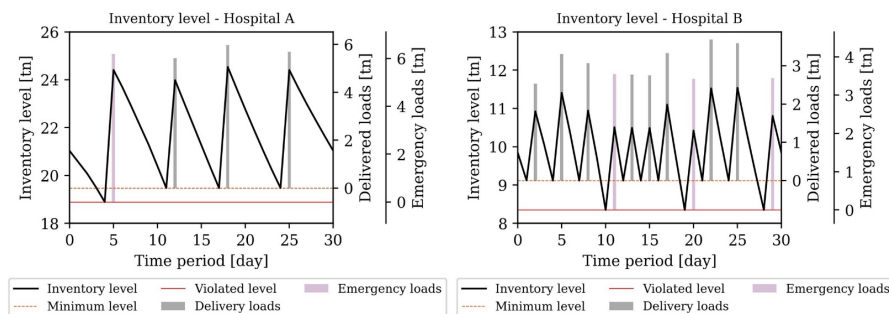 Inventory level - Hospital A
26
24
22
21
20
18
Inventory level [tn]
0 5 10 15 20 25 30
Time period [day]
6
4
2
0
Delivered loads [tn]
6
4
2
0
Emergency loads [tn]
Inventory level
Violated level
Emergency loads
Minimum level
Delivery loads
Inventory level - Hospital B
13
12
11
10
9
8
Inventory level [tn]
0 5 10 15 20 25 30
Time period [day]
3
2
1
0
Delivered loads [tn]
4
3
2
1
0
Emergency loads [tn]
Inventory level
Violated level
Emergency loads
Minimum level
Delivery loads